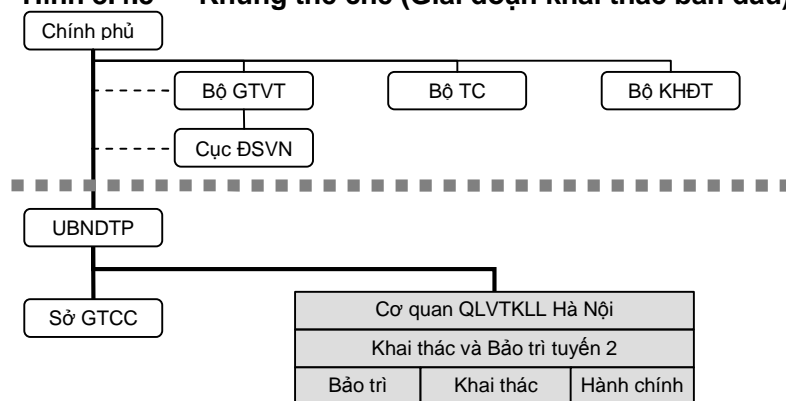 Khung thể chế (Giai đoạn khai thác ban đầu)
Chính phủ
Bộ GTVT
Bộ TC
Bộ KHĐT
Cục ĐSVN
UBNDTP
Sở GTCC
Cơ quan QLVTKLL Hà Nội
Khai thác và Bảo trì tuyến 2
Bảo trì
Khai thác
Hành chính